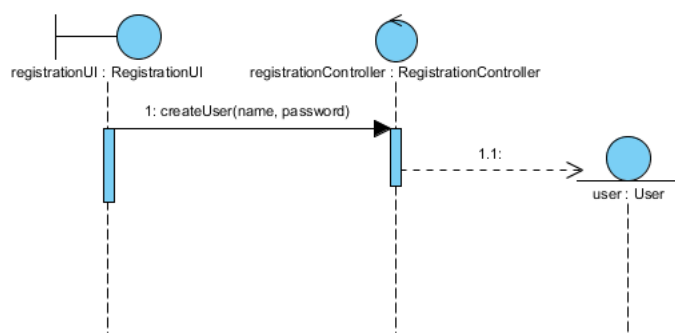 registrationUI : RegistrationUI
registrationController : RegistrationController
1: createUser(name, password)
1.1:
user : User